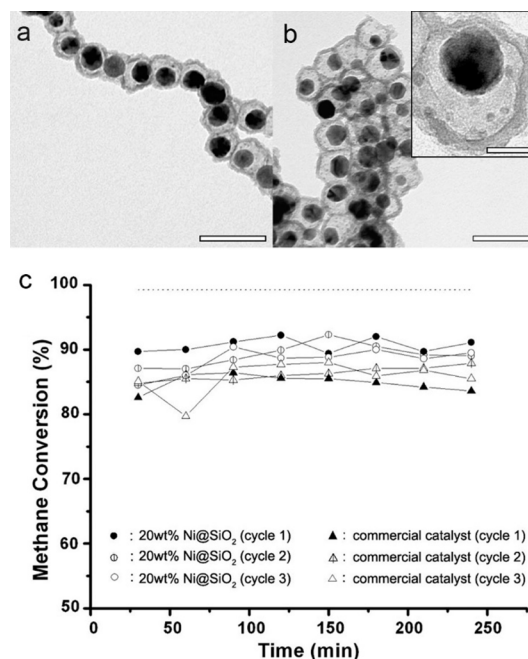 a
b
c
100
90
80
70
60
50
Methane Conversion (%)
: 20wt% Ni@SiO₂ (cycle 1)
: 20wt% Ni@SiO₂ (cycle 2)
: 20wt% Ni@SiO₂ (cycle 3)
: commercial catalyst (cycle 1)
: commercial catalyst (cycle 2)
: commercial catalyst (cycle 3)
0 50 100 150 200 250
Time (min)